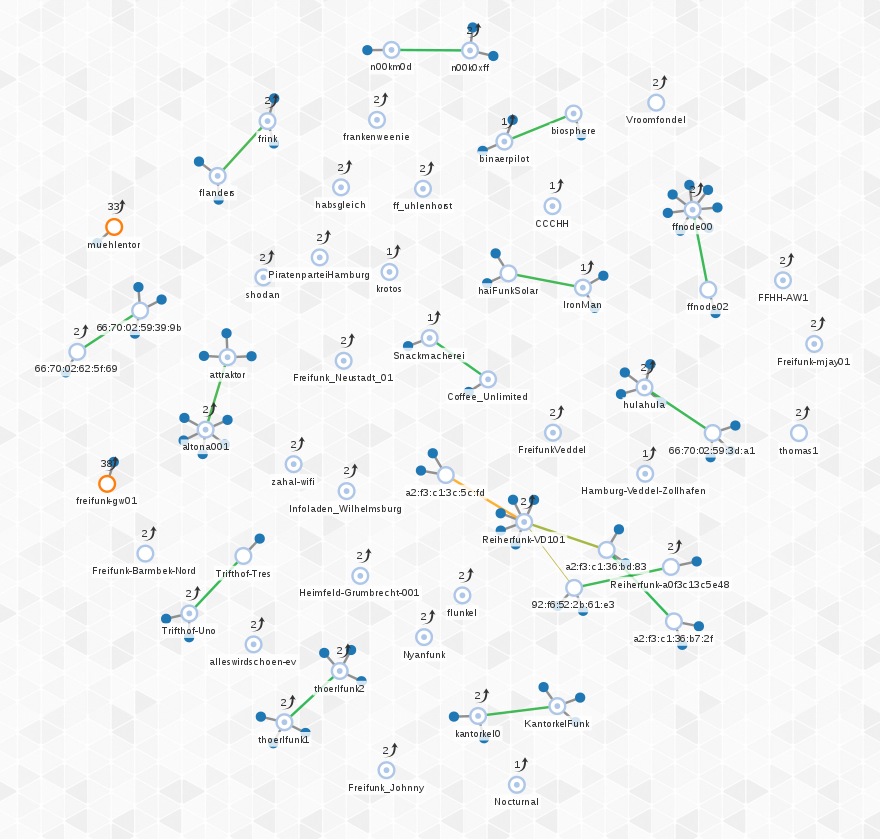 2
n00km0d
n00k0xff
2
Vroomfondel
2
frink
2
frankenweenie
1
binaerpilot
biosphere
flanders
2
habsgleich
2
ff_uhlenhorst
1
CCCHH
2
ffnode00
33
muehlentor
2
PiratenparteiHamburg
shodan
1
krotos
haiFunkSolar
1
IronMan
ffnode02
2
FFHH-AW1
66:70:02:59:39:9b
2
66:70:02:62:5f:69
attraktor
2
Freifunk_Neustadt_01
1
Snackmacherei
Coffee_Unlimited
2
Freifunk-mjay01
2
hulahula
2
altona001
2
FreifunkVeddel
66:70:02:59:3d:a1
2
thomas1
38
freifunk-gw01
2
zahal-wifi
2
Infoladen_Wilhelmsburg
a2:f3:c1:3c:5c:fd
1
Hamburg-Veddel-Zollhafen
2
Reiherfunk-VD101
2
Freifunk-Barmbek-Nord
Trifthof-Tres
a2:f3:c1:36:bd:83
2
Reiherfunk-a0f3c13c5e48
2
Heimfeld-Grumbrecht-001
2
flunkel
92:f6:52:2b:61:e3
2
Trifthof-Uno
2
alleswirdschoen-ev
2
Nyanfunk
a2:f3:c1:36:b7:2f
2
thoerlfunk2
2
thoerlfunk1
2
kantorkel0
KantorkelFunk
2
Freifunk_Johnny
1
Nocturnal